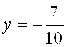 y = −7/10